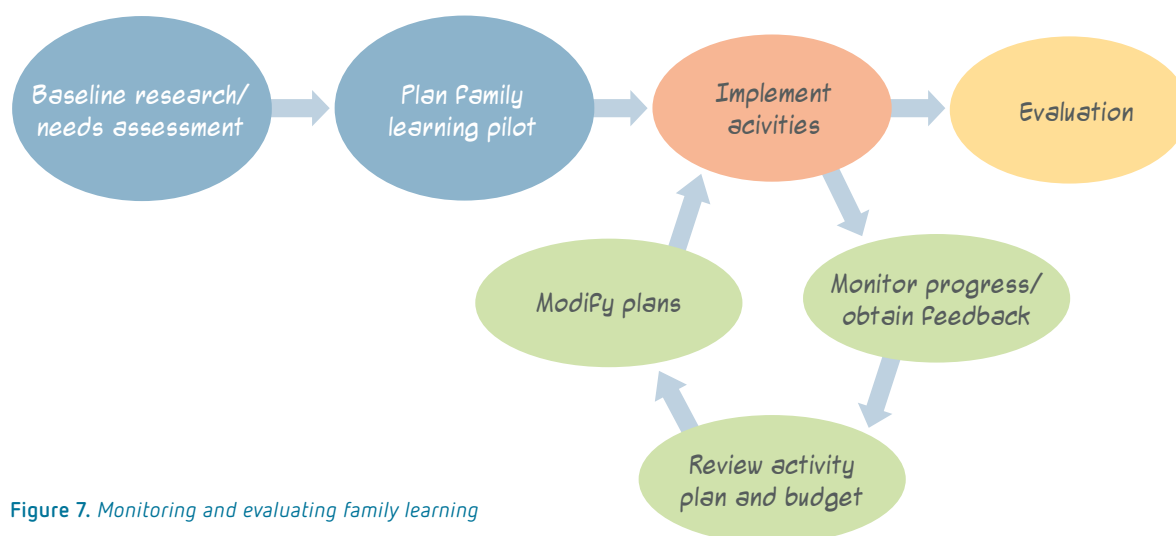 Baseline research/
needs assessment
Plan family
learning pilot
Implement
acivities
Evaluation
Modify plans
Monitor progress/
obtain feedback
Review activity
plan and budget
Figure 7. Monitoring and evaluating family learning